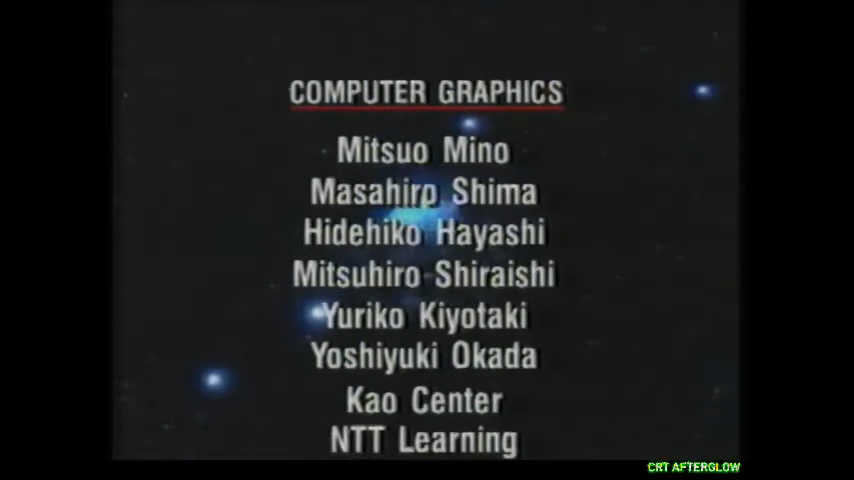 COMPUTER GRAPHICS
Mitsuo Mino
Masahiro Shima
Hidehiko Hayashi
Mitsuhiro Shiraishi
Yuriko Kiyotaki
Yoshiyuki Okada
Kao Center
NTT Learning
CRT AFTERGLOW